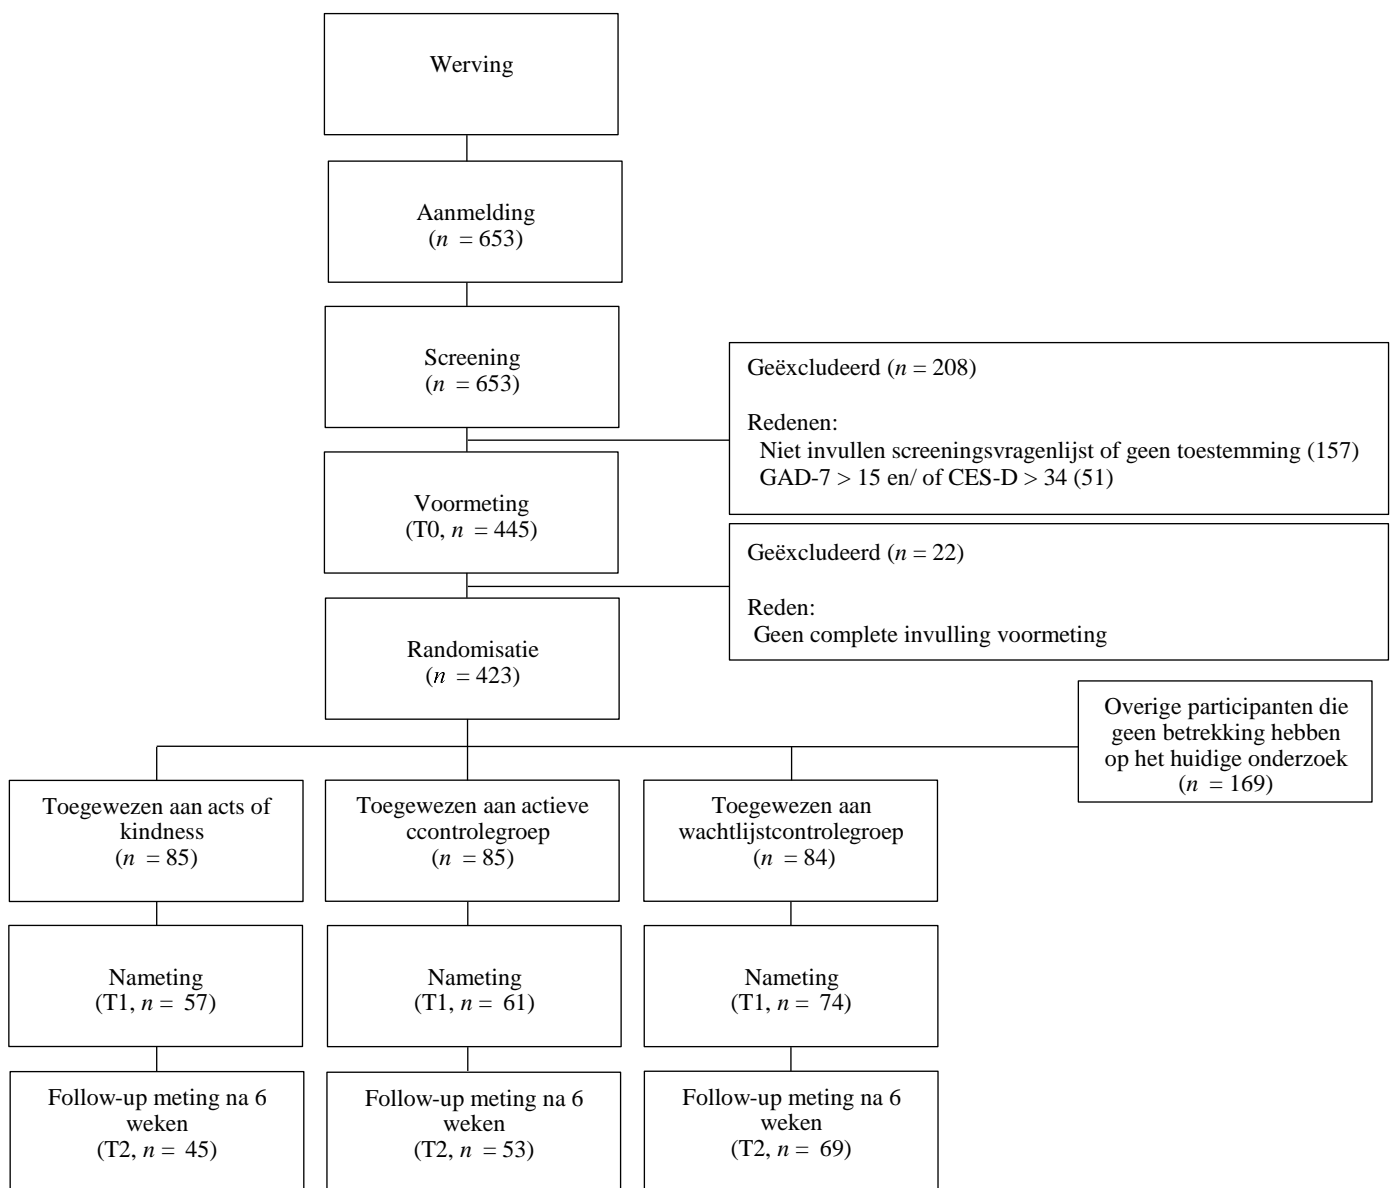 Werving
Aanmelding
(n = 653)
Screening
(n = 653)
Geëxcludeerd (n = 208)
Redenen:
Niet invullen screeningsvragenlijst of geen toestemming (157)
GAD-7 > 15 en/ of CES-D > 34 (51)
Voormeting
(T0, n = 445)
Geëxcludeerd (n = 22)
Reden:
Geen complete invulling voormeting
Randomisatie
(n = 423)
Overige participanten die
geen betrekking hebben
op het huidige onderzoek
(n = 169)
Toegewezen aan acts of
kindness
(n = 85)
Toegewezen aan actieve
ccontrolegroep
(n = 85)
Toegewezen aan
wachtlijstcontrolegroep
(n = 84)
Nameting
(T1, n = 57)
Nameting
(T1, n = 61)
Nameting
(T1, n = 74)
Follow-up meting na 6
weken
(T2, n = 45)
Follow-up meting na 6
weken
(T2, n = 53)
Follow-up meting na 6
weken
(T2, n = 69)